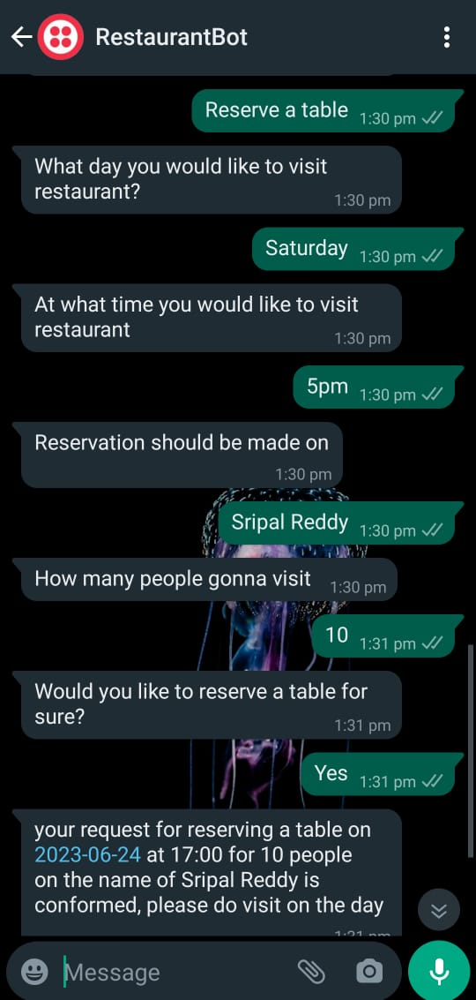 RestaurantBot
Reserve a table 1:30 pm
What day you would like to visit
restaurant?
1:30 pm
Saturday 1:30 pm
At what time you would like to visit
restaurant
1:30 pm
5pm 1:30 pm
Reservation should be made on
1:30 pm
Sripal Reddy 1:30 pm
How many people gonna visit 1:30 pm
10 1:31 pm
Would you like to reserve a table for
sure?
1:31 pm
Yes 1:31 pm
your request for reserving a table on
2023-06-24 at 17:00 for 10 people
on the name of Sripal Reddy is
conformed, please do visit on the day
1:31 pm
Message